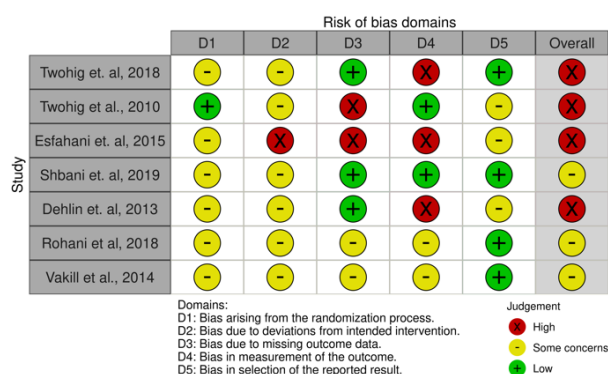 Risk of bias domains
D1 D2 D3 D4 D5 Overall
Study
Twohig et. al, 2018 - - + X + X
Twohig et al., 2010 + - X + - X
Esfahani et. al, 2015 - X X X - X
Shbani et. al, 2019 - - + + + -
Dehlin et. al, 2013 - - + X - X
Rohani et al, 2018 - - - - + -
Vakill et al., 2014 - - - - + -
Domains:
D1: Bias arising from the randomization process.
D2: Bias due to deviations from intended intervention.
D3: Bias due to missing outcome data.
D4: Bias in measurement of the outcome.
D5: Bias in selection of the reported result.
Judgement
X High
- Some concerns
+ Low